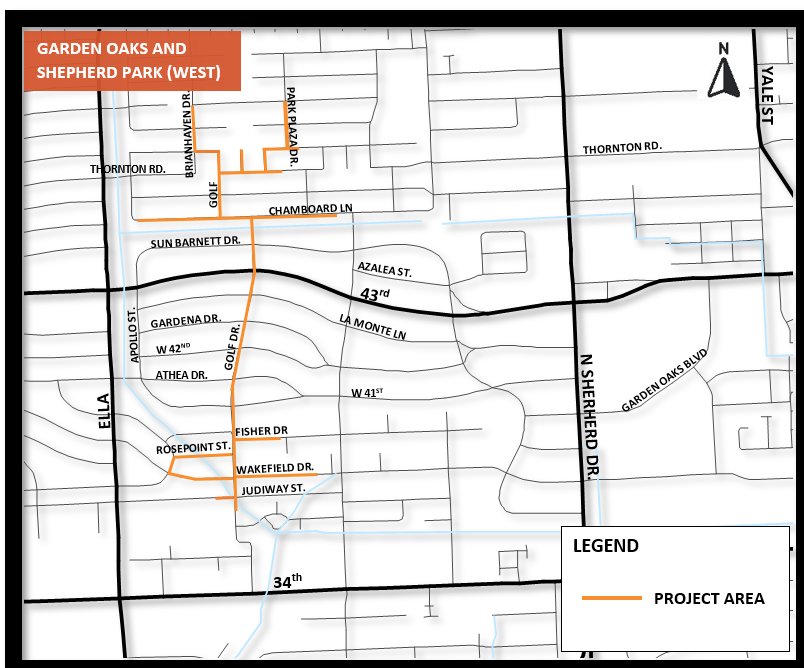 GARDEN OAKS AND
SHEPHERD PARK (WEST)
N
YALE ST
BRIANHAVEN DR.
PARK PLAZA DR.
THORNTON RD.
THORNTON RD.
GOLF
CHAMBOARD LN
SUN BARNETT DR.
AZALEA ST.
43rd
APOLLO ST.
GARDENA DR.
LA MONTE LN
GOLF DR.
W 42ND
ATHEA DR.
W 41ST
GARDEN OAKS BLVD
N SHERHERD DR.
ELLA
FISHER DR
ROSEPOINT ST.
WAKEFIELD DR.
JUDIWAY ST.
34th
LEGEND
PROJECT AREA